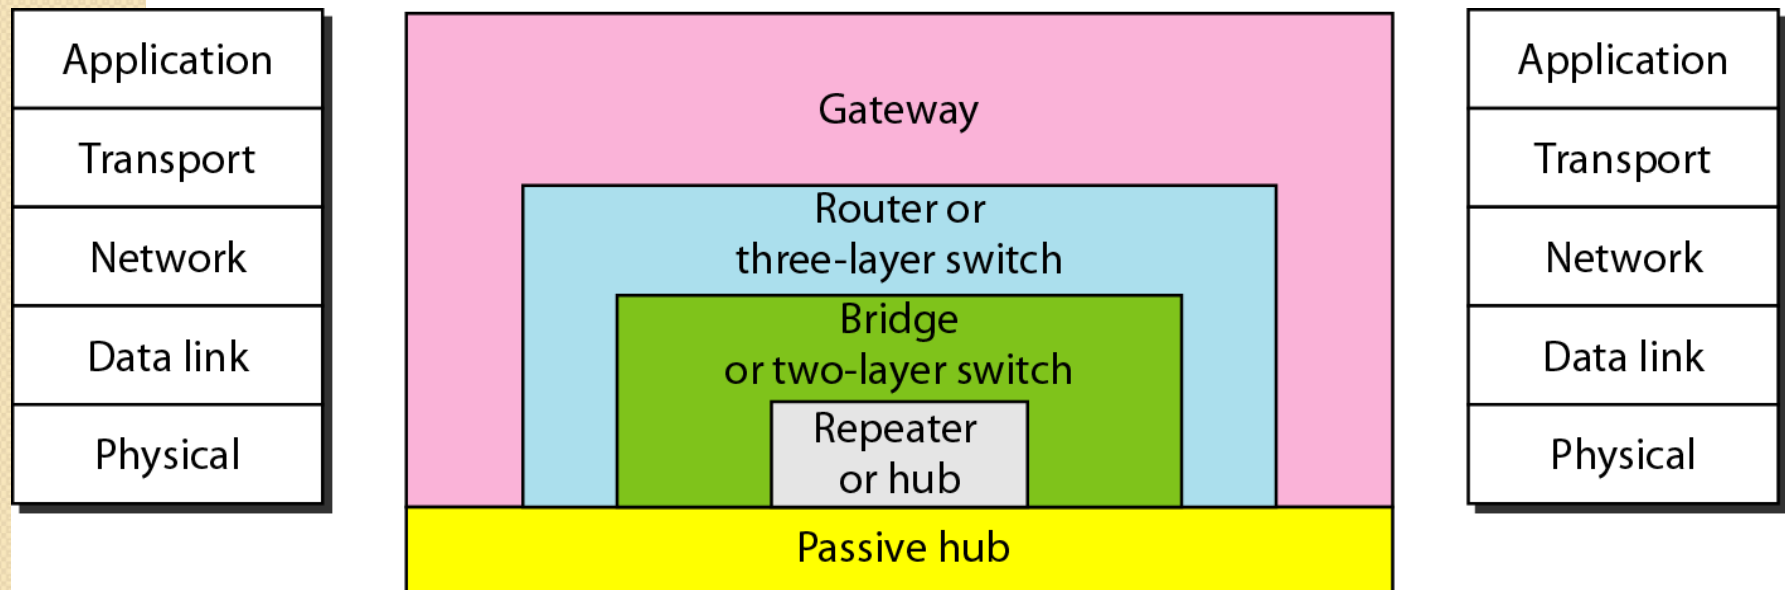 Application
Transport
Network
Data link
Physical
Gateway
Router or
three-layer switch
Bridge
or two-layer switch
Repeater
or hub
Passive hub
Application
Transport
Network
Data link
Physical